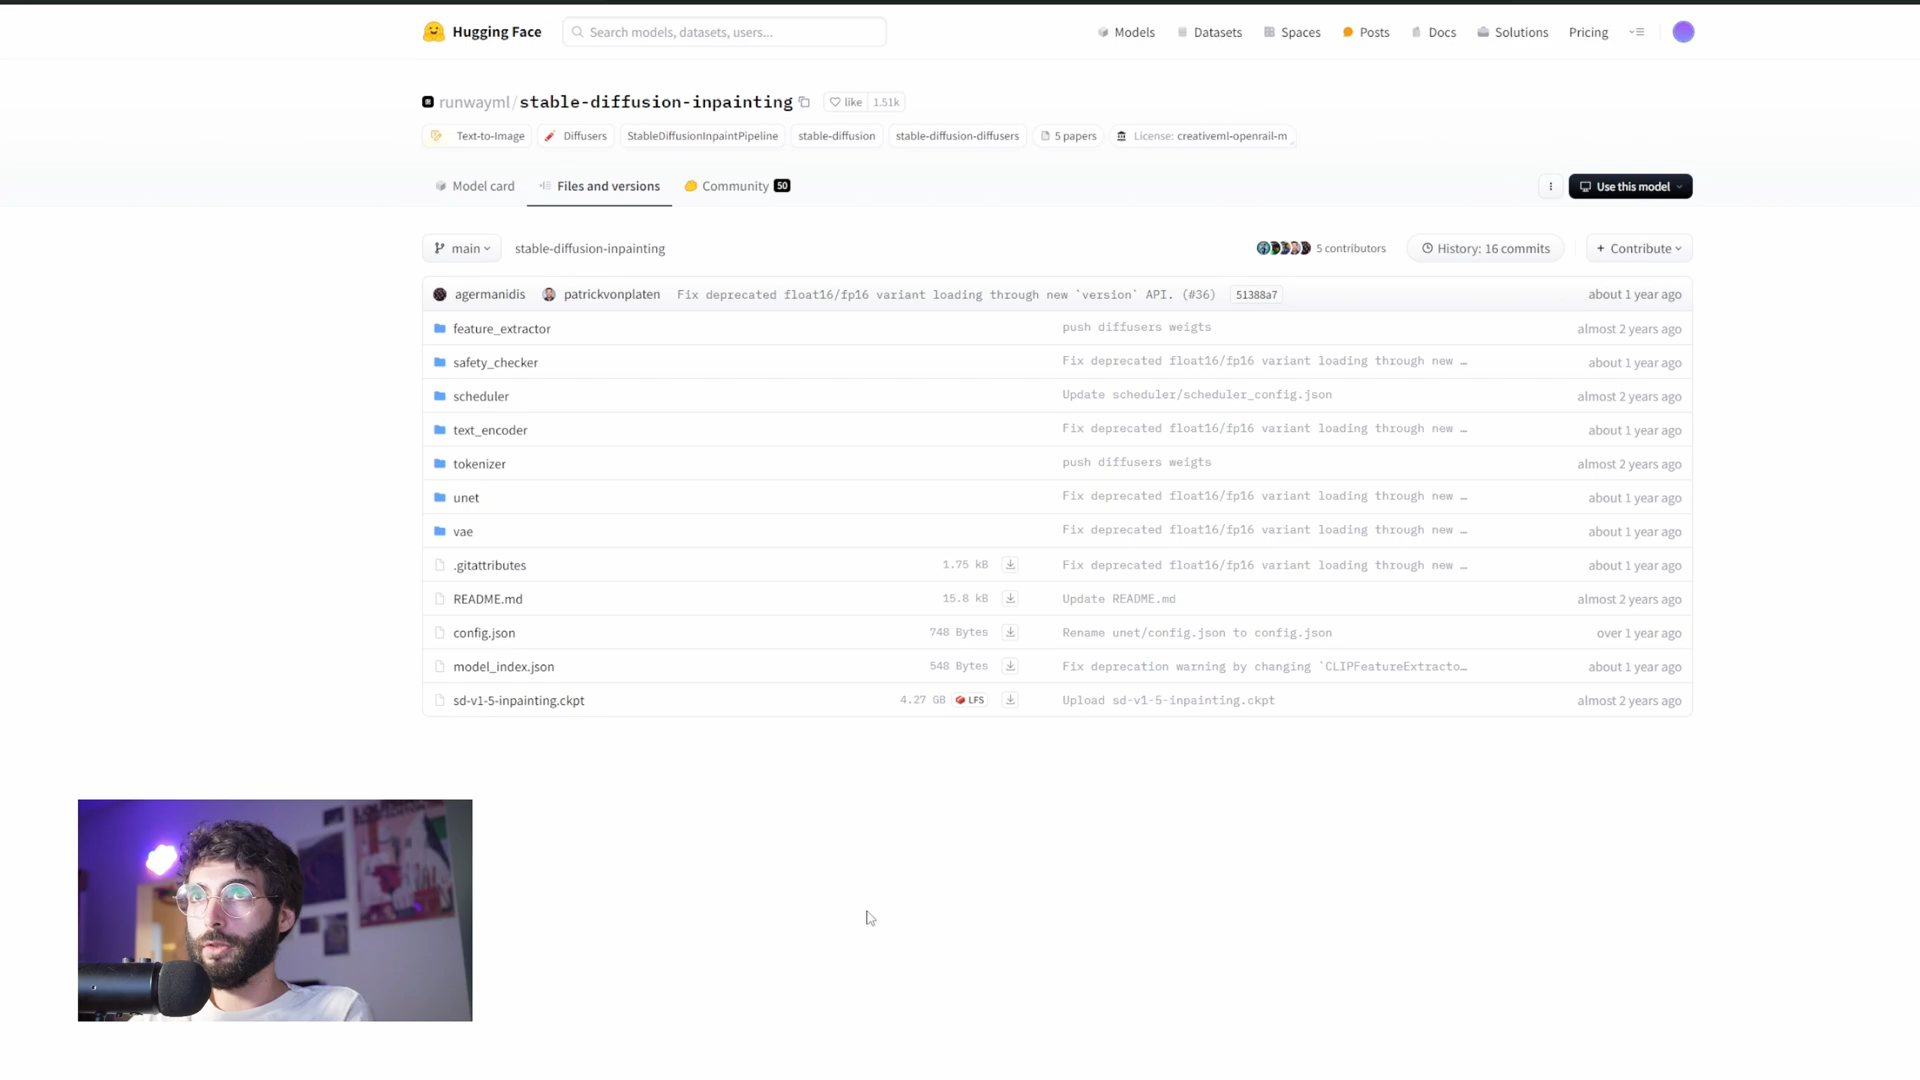 Hugging Face
Search models, datasets, users...
Models
Datasets
Spaces
Posts
Docs
Solutions
Pricing
runwayml/stable-diffusion-inpainting
like 1.51k
Text-to-Image
Diffusers
StableDiffusionInpaintPipeline
stable-diffusion
stable-diffusion-diffusers
5 papers
License: creativeml-openrail-m
Model card
Files and versions
Community 50
Use this model
main
stable-diffusion-inpainting
5 contributors
History: 16 commits
+ Contribute
agermanidis patrickvonplaten Fix deprecated float16/fp16 variant loading through new `version` API. (#36) 51388a7 about 1 year ago
feature_extractor push diffusers weigts almost 2 years ago
safety_checker Fix deprecated float16/fp16 variant loading through new … about 1 year ago
scheduler Update scheduler/scheduler_config.json almost 2 years ago
text_encoder Fix deprecated float16/fp16 variant loading through new … about 1 year ago
tokenizer push diffusers weigts almost 2 years ago
unet Fix deprecated float16/fp16 variant loading through new … about 1 year ago
vae Fix deprecated float16/fp16 variant loading through new … about 1 year ago
.gitattributes 1.75 kB Fix deprecated float16/fp16 variant loading through new … about 1 year ago
README.md 15.8 kB Update README.md almost 2 years ago
config.json 748 Bytes Rename unet/config.json to config.json over 1 year ago
model_index.json 548 Bytes Fix deprecation warning by changing `CLIPFeatureExtracto… about 1 year ago
sd-v1-5-inpainting.ckpt 4.27 GB LFS Upload sd-v1-5-inpainting.ckpt almost 2 years ago